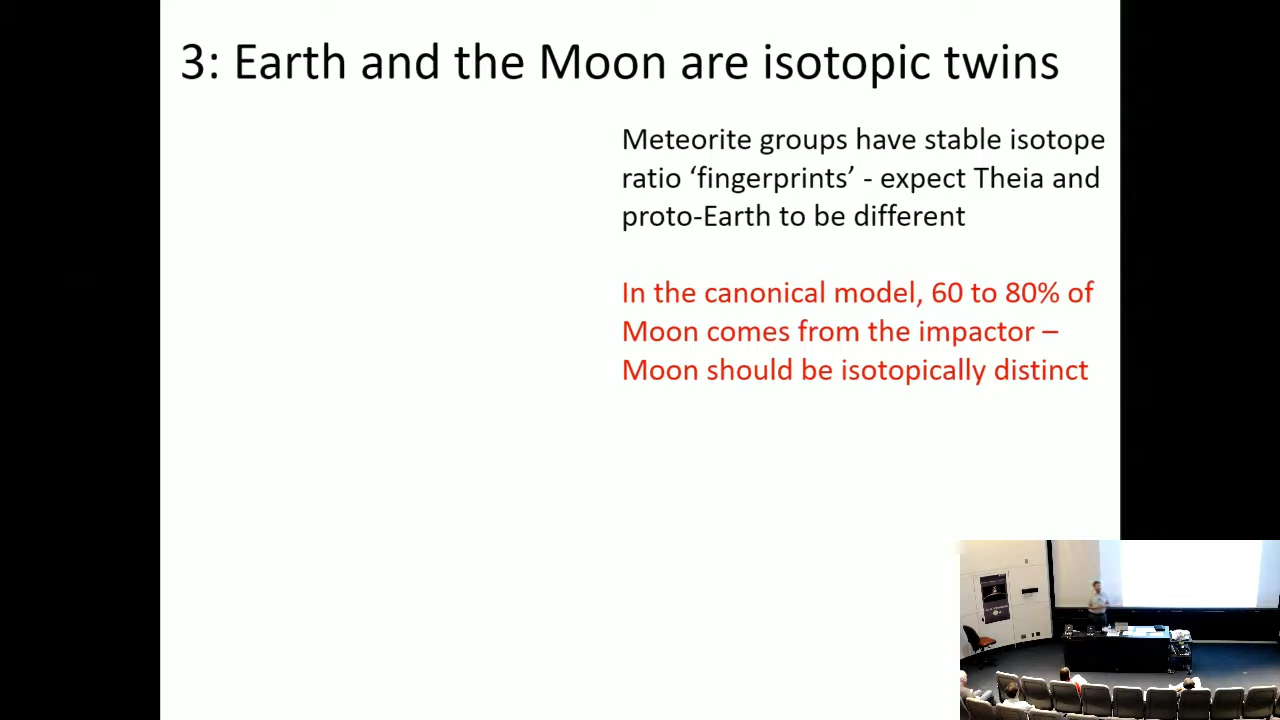 3: Earth and the Moon are isotopic twins
Meteorite groups have stable isotope
ratio ‘fingerprints’ - expect Theia and
proto-Earth to be different
In the canonical model, 60 to 80% of
Moon comes from the impactor –
Moon should be isotopically distinct